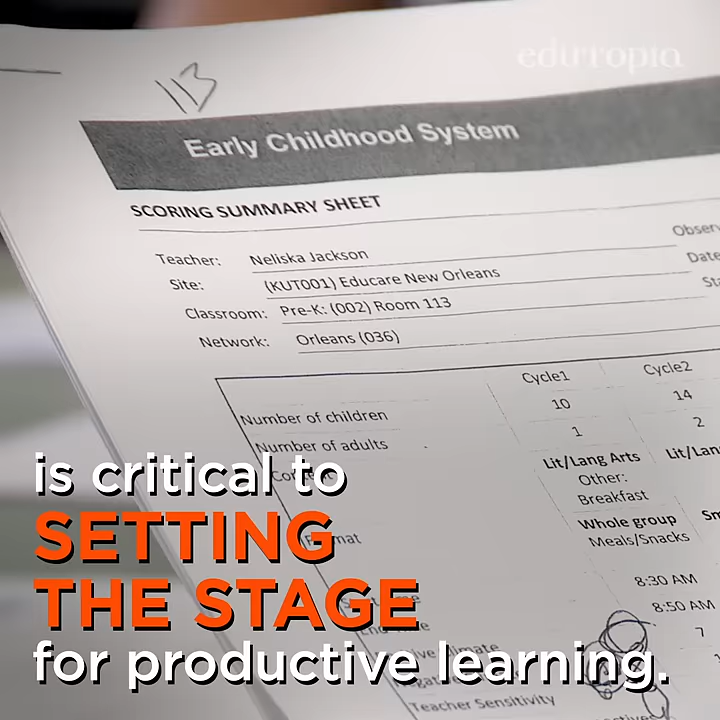 edutopia
113
Early Childhood System
SCORING SUMMARY SHEET
Teacher: Neliska Jackson
Site: (KUT001) Educare New Orleans
Classroom: Pre-K: (002) Room 113
Network: Orleans (036)
Cycle1 Cycle2
Number of children 10 14
Number of adults 1 2
Lit/Lang Arts
Other:
Breakfast
Whole group
Meals/Snacks
8:30 AM
8:50 AM
7
Teacher Sensitivity
is critical to
SETTING
THE STAGE
for productive learning.